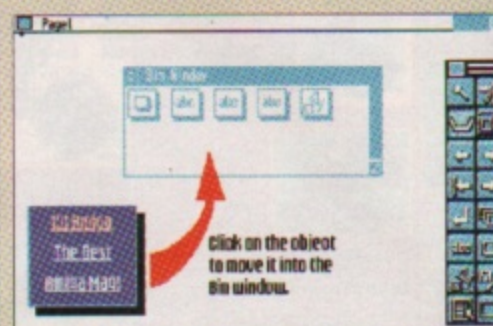 Page1
Bin Window
abc abc abc
The Best
Amiga Mag!
Click on the object
to move it into the
Bin window.